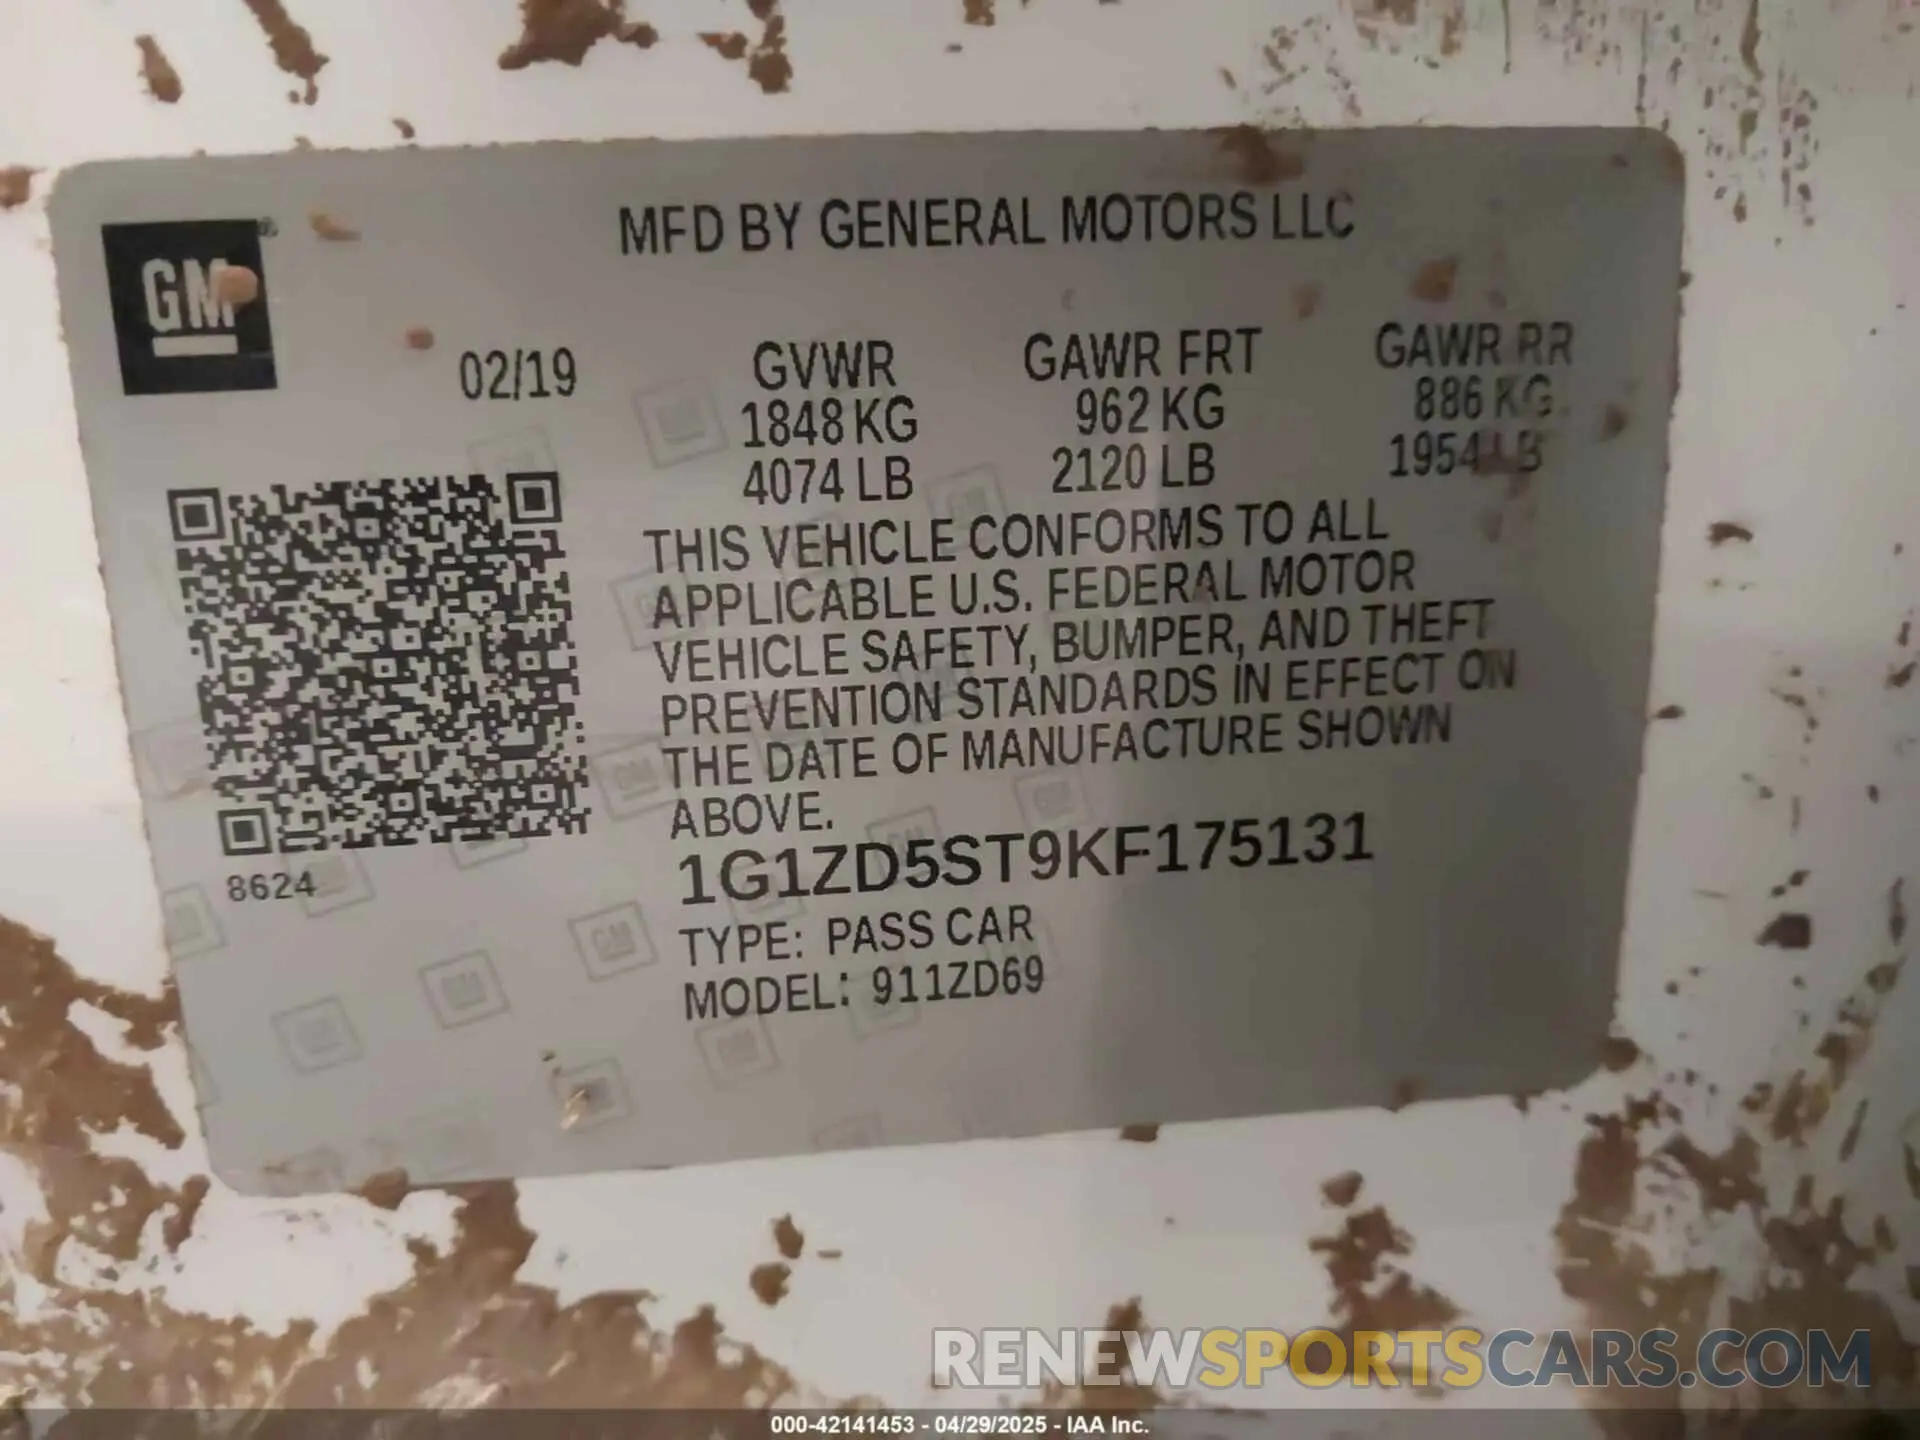 MFD BY GENERAL MOTORS LLC
GM
02/19 GVWR GAWR FRT GAWR RR
1848 KG 962 KG 886 KG
4074 LB 2120 LB 1954 LB
THIS VEHICLE CONFORMS TO ALL
APPLICABLE U.S. FEDERAL MOTOR
VEHICLE SAFETY, BUMPER, AND THEFT
PREVENTION STANDARDS IN EFFECT ON
THE DATE OF MANUFACTURE SHOWN
ABOVE.
1G1ZD5ST9KF175131
8624
TYPE: PASS CAR
MODEL: 911ZD69
RENEWSPORTSCARS.COM
000-42141453 - 04/29/2025 - IAA Inc.